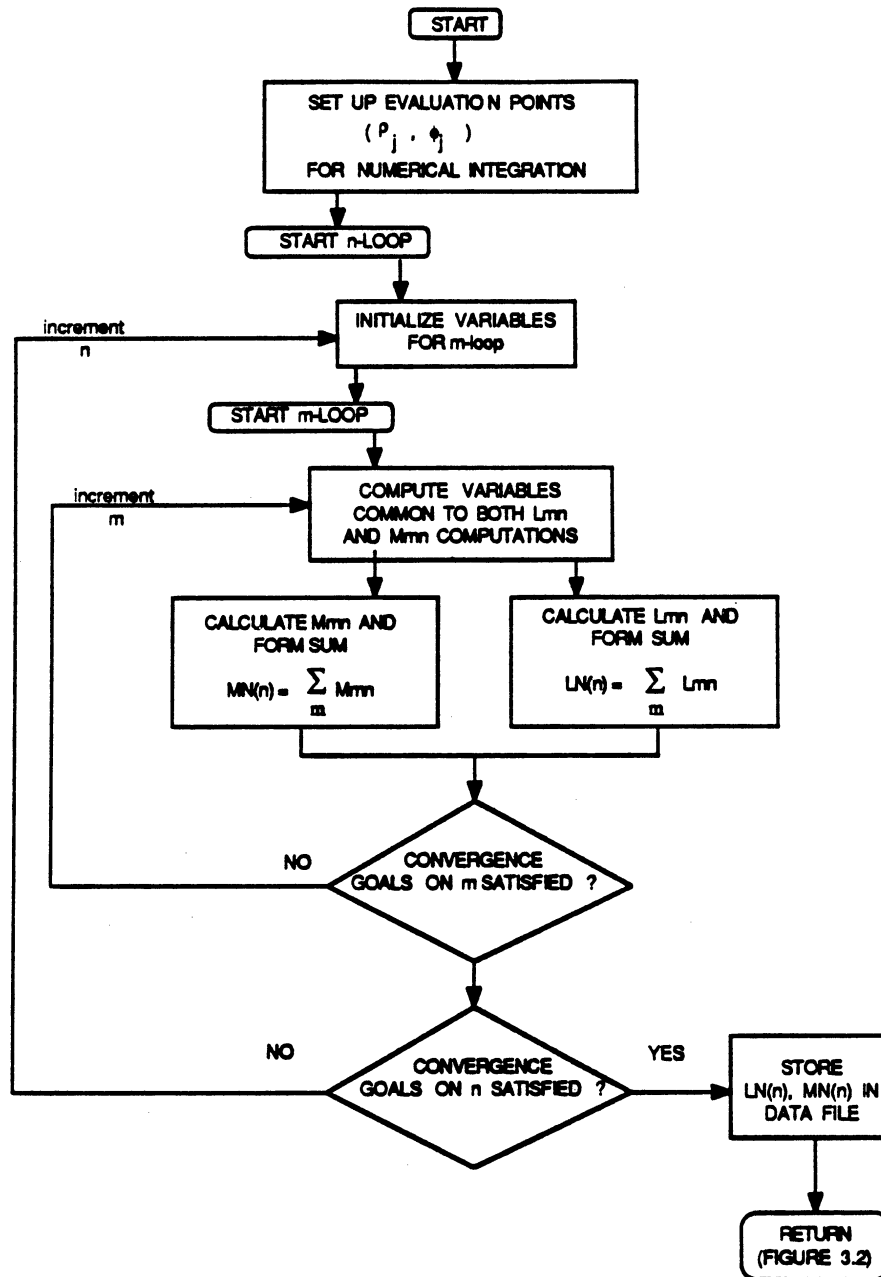 START
SET UP EVALUATION POINTS
( ρ j , ϕ j )
FOR NUMERICAL INTEGRATION
START n-LOOP
INITIALIZE VARIABLES
FOR m-loop
increment
n
START m-LOOP
COMPUTE VARIABLES
COMMON TO BOTH Lmn
AND Mmn COMPUTATIONS
increment
m
CALCULATE Mmn AND
FORM SUM
MN(n) = Σ Mmn
m
CALCULATE Lmn AND
FORM SUM
LN(n) = Σ Lmn
m
NO
CONVERGENCE
GOALS ON m SATISFIED ?
NO
CONVERGENCE
GOALS ON n SATISFIED ?
YES
STORE
LN(n), MN(n) IN
DATA FILE
RETURN
(FIGURE 3.2)